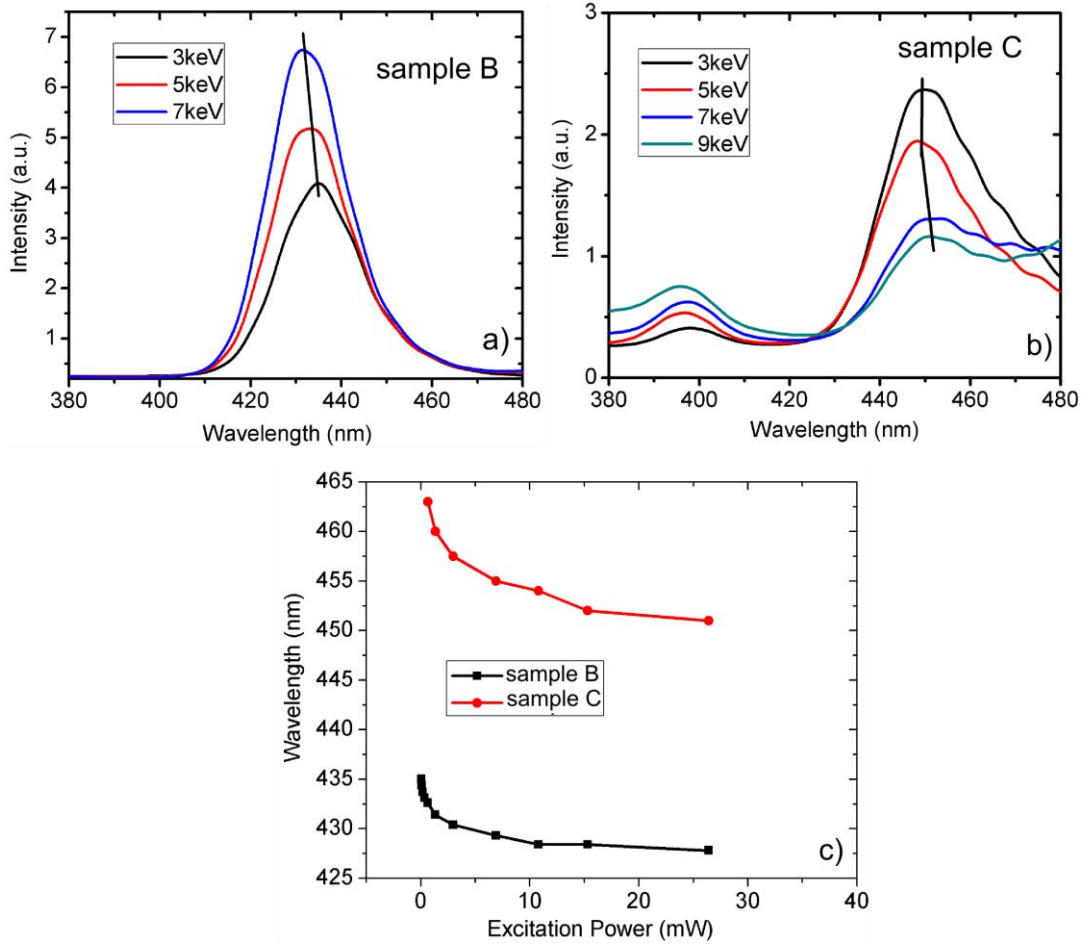 7
6
5
4
3
2
1
3keV
5keV
7keV
sample B
a)
Intensity (a.u.)
380 400 420 440 460 480
Wavelength (nm)
3
2
1
0
3keV
5keV
7keV
9keV
sample C
b)
Intensity (a.u.)
380 400 420 440 460 480
Wavelength (nm)
465
460
455
450
445
440
435
430
425
Wavelength (nm)
sample B
sample C
c)
0 10 20 30 40
Excitation Power (mW)